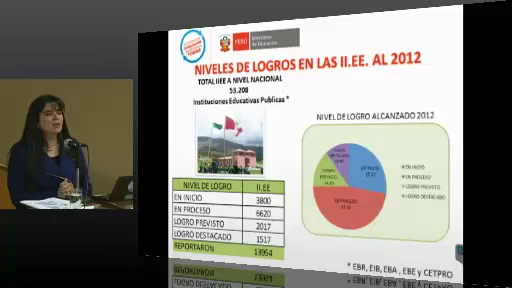 PERÚ
Ministerio de Educación
NIVELES DE LOGROS EN LAS II.EE. AL 2012
TOTAL IIEE A NIVEL NACIONAL
53,208
Instituciones Educativas Publicas *
NIVEL DE LOGRO II.EE
EN INICIO 3800
EN PROCESO 6620
LOGRO PREVISTO 2017
LOGRO DESTACADO 1517
REPORTARON 13954
NIVEL DE LOGRO ALCANZADO 2012
EN INICIO
EN PROCESO
LOGRO PREVISTO
LOGRO DESTACADO
* EBR, EIB, EBA , EBE y CETPRO